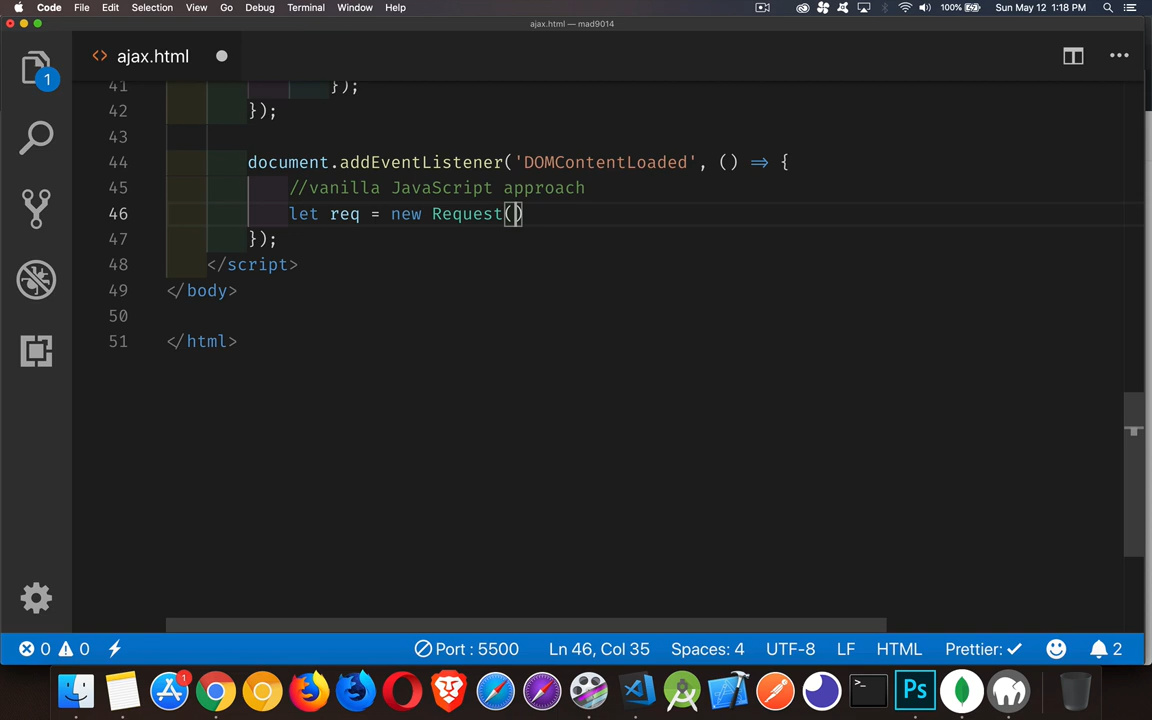 Code File Edit Selection View Go Debug Terminal Window Help 100% Sun May 12 1:18 PM
ajax.html — mad9014
<> ajax.html
1
41 });
42 });
43
44 document.addEventListener('DOMContentLoaded', () => {
45 //vanilla JavaScript approach
46 let req = new Request()
47 });
48 </script>
49 </body>
50
51 </html>
0 0 Port : 5500 Ln 46, Col 35 Spaces: 4 UTF-8 LF HTML Prettier: ✓ 2
1 >_ Ps